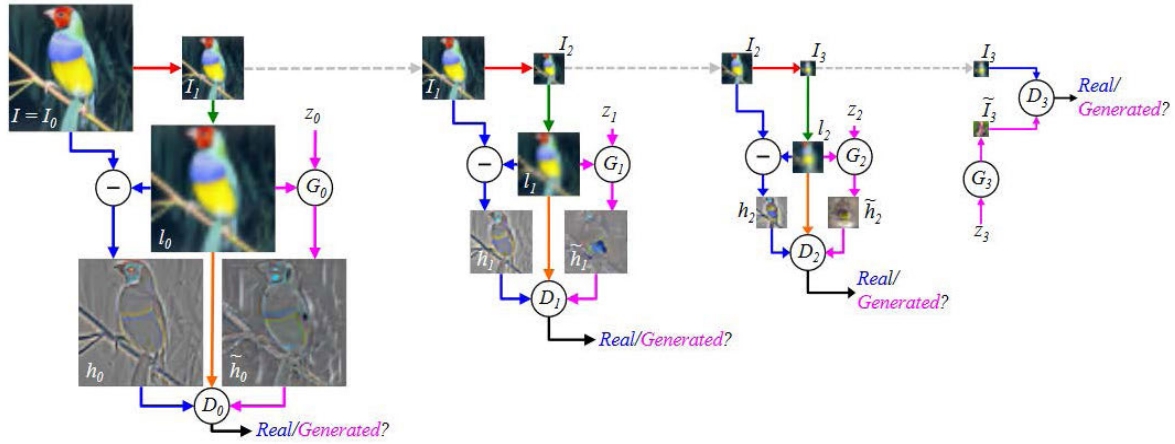 I = I₀
I₁
l₀
z₀
−
G₀
h₀
h̃₀
D₀
Real/Generated?
I₁
I₂
z₁
−
l₁
G₁
h₁
h̃₁
D₁
Real/Generated?
I₂
I₃
z₂
−
l₂
G₂
h₂
h̃₂
D₂
Real/
Generated?
I₃
Ĩ₃
D₃
Real/
Generated?
G₃
z₃